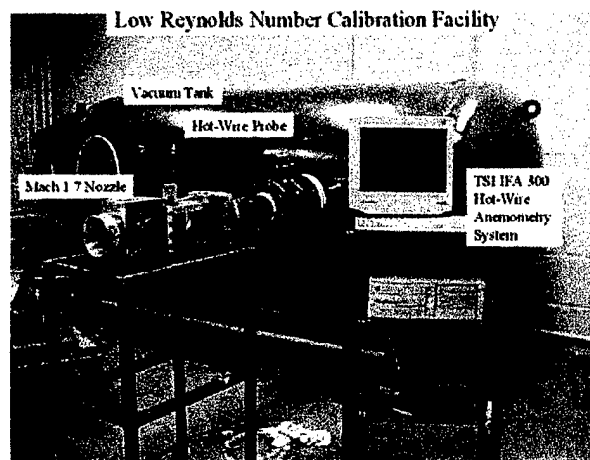 Low Reynolds Number Calibration Facility
Vacuum Tank
Hot-Wire Probe
Mach 1.7 Nozzle
TSI IFA 300
Hot-Wire
Anemometry
System